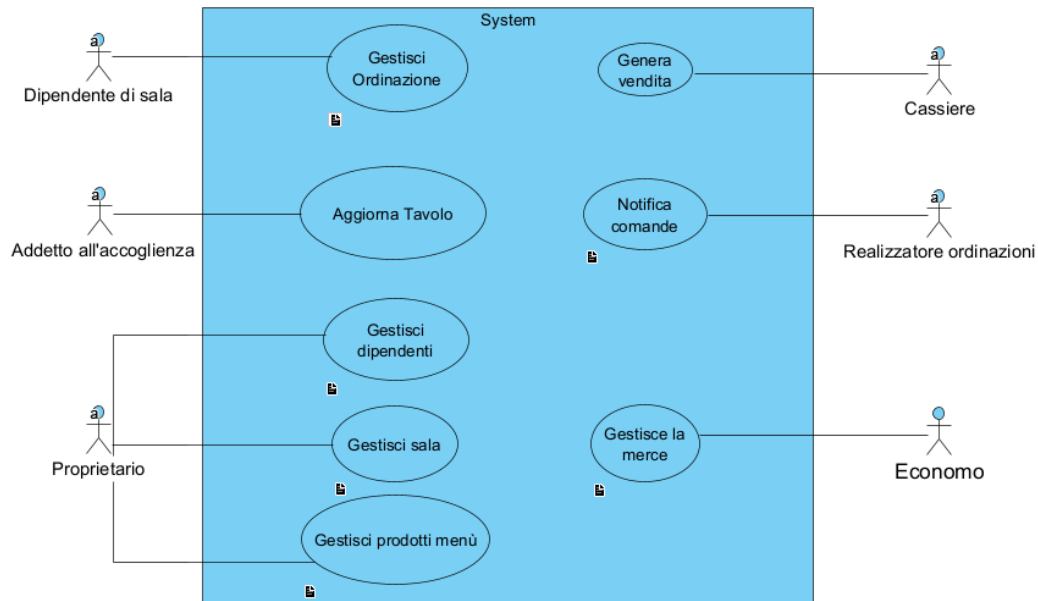 System
a
Dipendente di sala
Gestisci
Ordinazione
Genera
vendita
a
Cassiere
a
Addetto all'accoglienza
Aggiorna Tavolo
Notifica
comande
a
Realizzatore ordinazioni
Gestisci
dipendenti
a
Proprietario
Gestisci sala
Gestisce la
merce
Economo
Gestisci prodotti menù